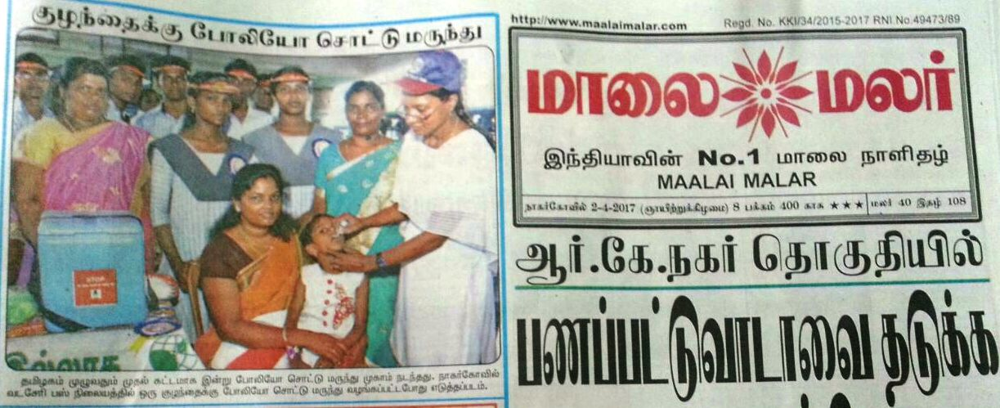 குழந்தைக்கு போலியோ சொட்டு மருந்து
STOP
இல்லாத
தமிழகம் முழுவதும் முதல் கட்டமாக இன்று போலியோ சொட்டு மருந்து முகாம் நடந்தது. நாகர்கோவில்
வடசேரி பஸ் நிலையத்தில் ஒரு குழந்தைக்கு போலியோ சொட்டு மருந்து வழங்கப்பட்டபோது எடுத்தப்படம்.
http://www.maalaimalar.com Regd. No. KKI/34/2015-2017 RNI No.49473/89
மாலை மலர்
இந்தியாவின் No.1 மாலை நாளிதழ்
MAALAI MALAR
நாகர்கோவில் 2-4-2017 (ஞாயிற்றுக்கிழமை) 8 பக்கம் 400 காசு ★★★ மலர் 40 இதழ் 108
ஆர்.கே.நகர் தொகுதியில்
பணப்பட்டுவாடாவை தடுக்க